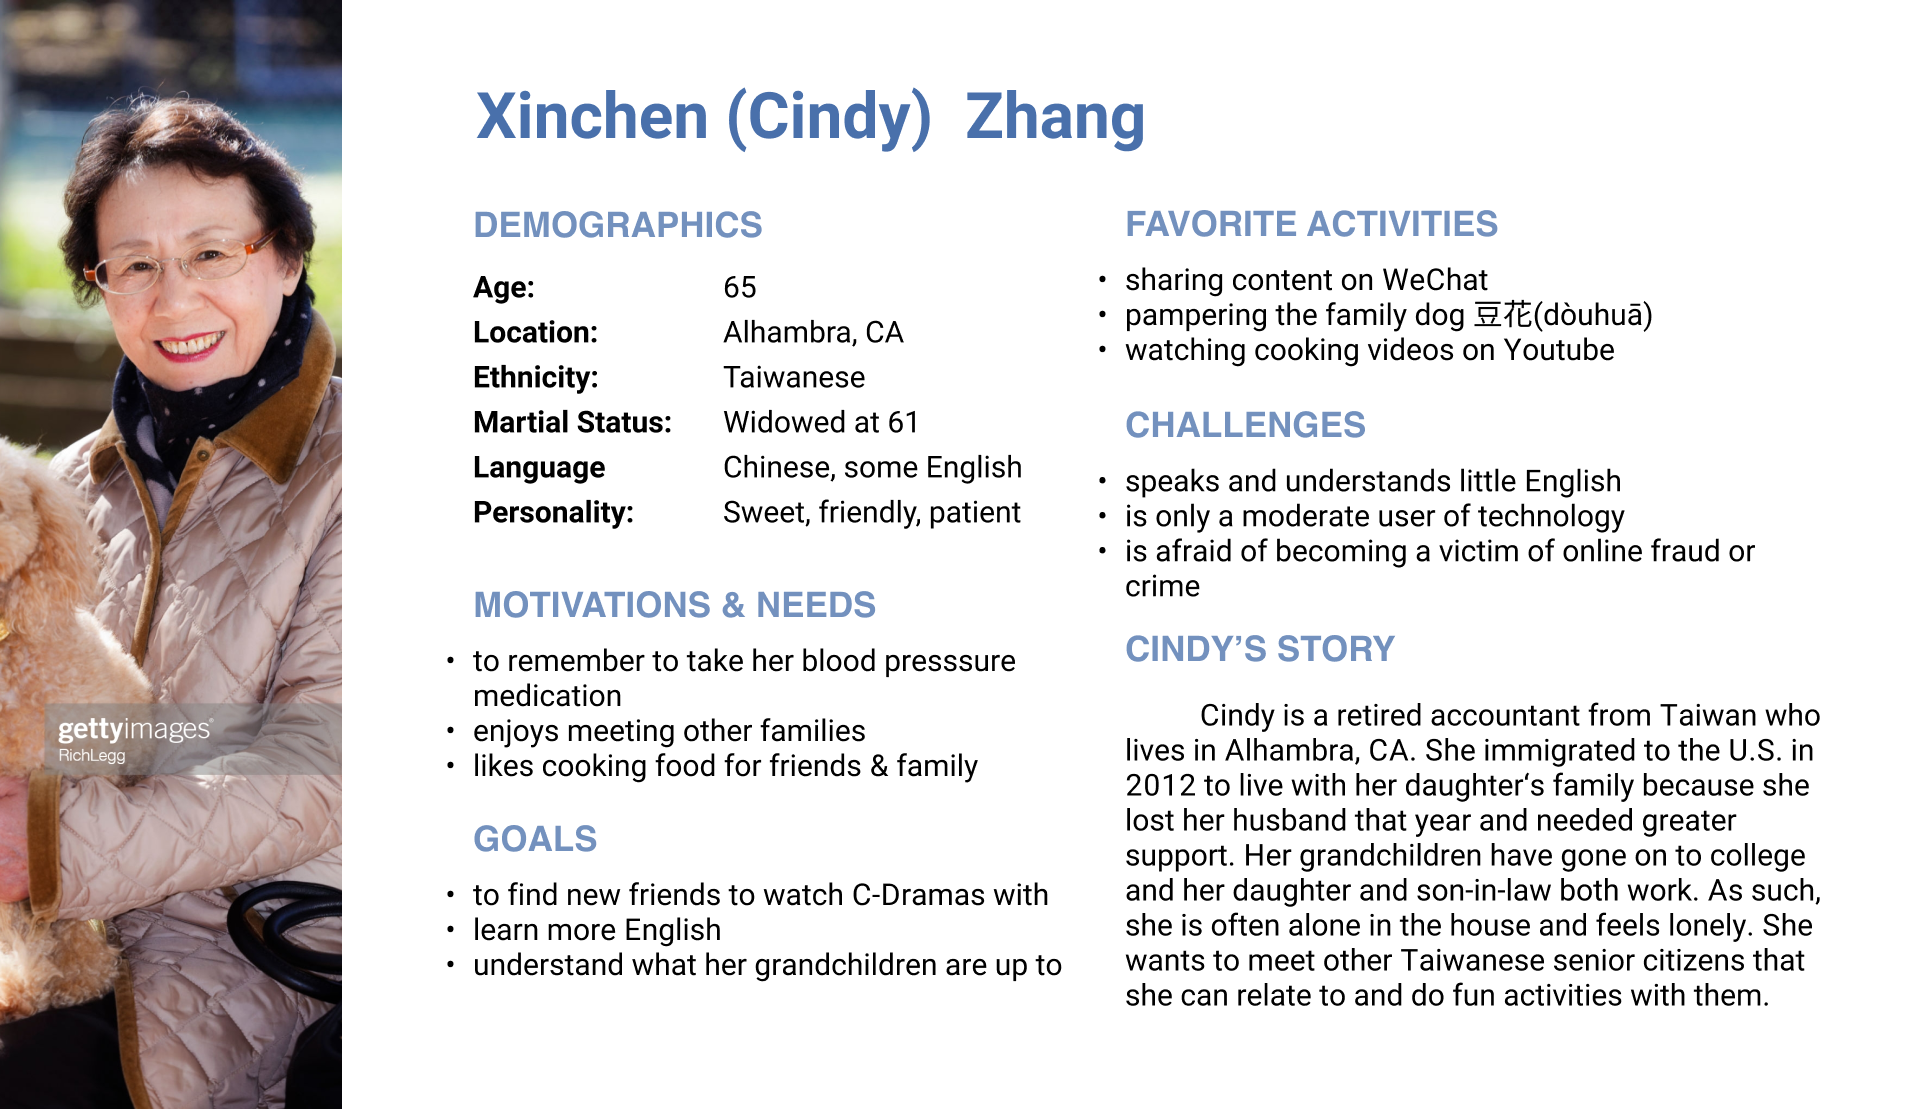 Xinchen (Cindy)  Zhang
DEMOGRAPHICS
Age: 65
Location: Alhambra, CA
Ethnicity: Taiwanese
Martial Status: Widowed at 61
Language Chinese, some English
Personality: Sweet, friendly, patient
MOTIVATIONS & NEEDS
• to remember to take her blood presssure
medication
• enjoys meeting other families
• likes cooking food for friends & family
GOALS
• to find new friends to watch C-Dramas with
• learn more English
• understand what her grandchildren are up to
FAVORITE ACTIVITIES
• sharing content on WeChat
• pampering the family dog 豆花(dòuhuā)
• watching cooking videos on Youtube
CHALLENGES
• speaks and understands little English
• is only a moderate user of technology
• is afraid of becoming a victim of online fraud or
crime
CINDY’S STORY
Cindy is a retired accountant from Taiwan who
lives in Alhambra, CA. She immigrated to the U.S. in
2012 to live with her daughter‘s family because she
lost her husband that year and needed greater
support. Her grandchildren have gone on to college
and her daughter and son-in-law both work. As such,
she is often alone in the house and feels lonely. She
wants to meet other Taiwanese senior citizens that
she can relate to and do fun activities with them.
gettyimages®
RichLegg